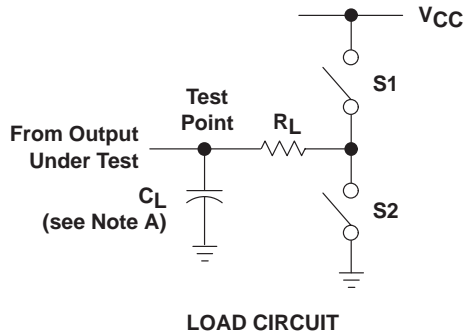 VCC
S1
Test
Point
RL
From Output
Under Test
CL
(see Note A)
S2
LOAD CIRCUIT